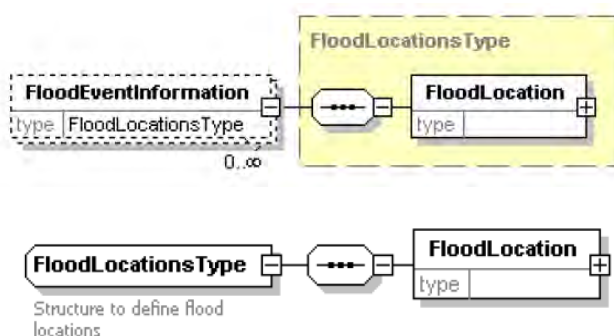 FloodLocationsType
FloodEventInformation
type FloodLocationsType
0..∞
FloodLocation
type
FloodLocationsType
Structure to define flood
locations
FloodLocation
type